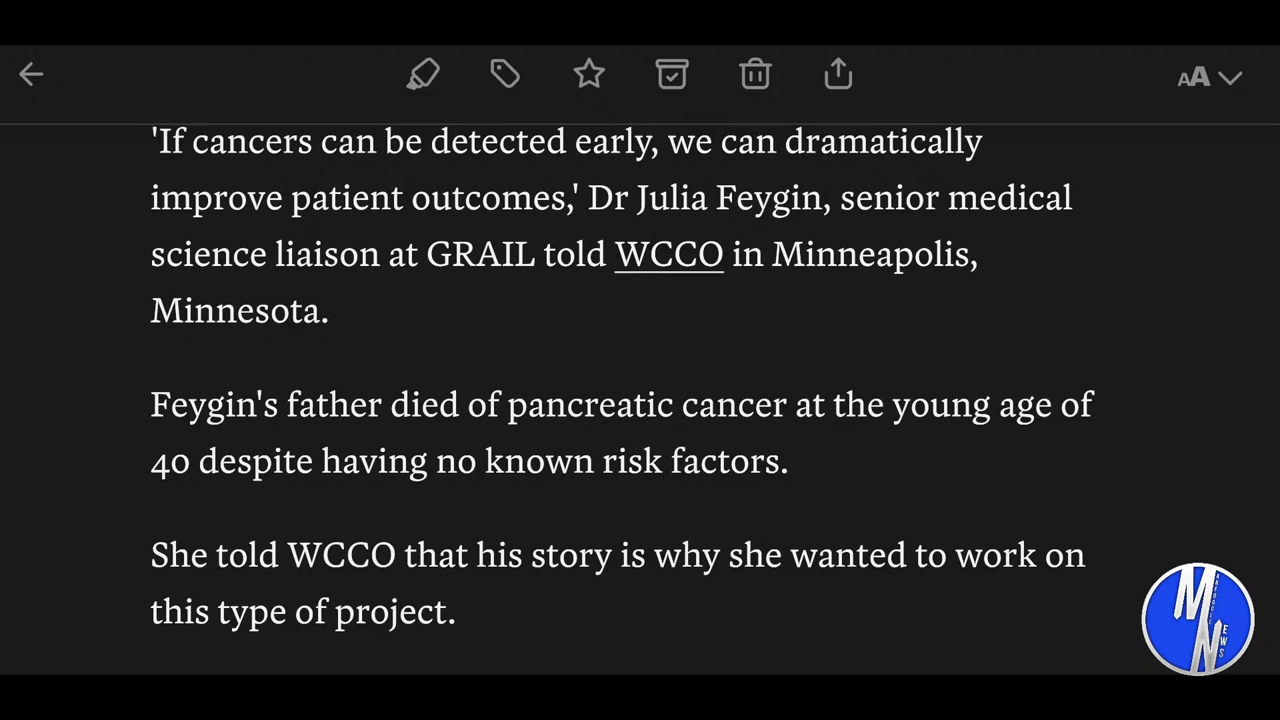 AA
'If cancers can be detected early, we can dramatically
improve patient outcomes,' Dr Julia Feygin, senior medical
science liaison at GRAIL told WCCO in Minneapolis,
Minnesota.
Feygin's father died of pancreatic cancer at the young age of
40 despite having no known risk factors.
She told WCCO that his story is why she wanted to work on
this type of project.
M
N
EWS